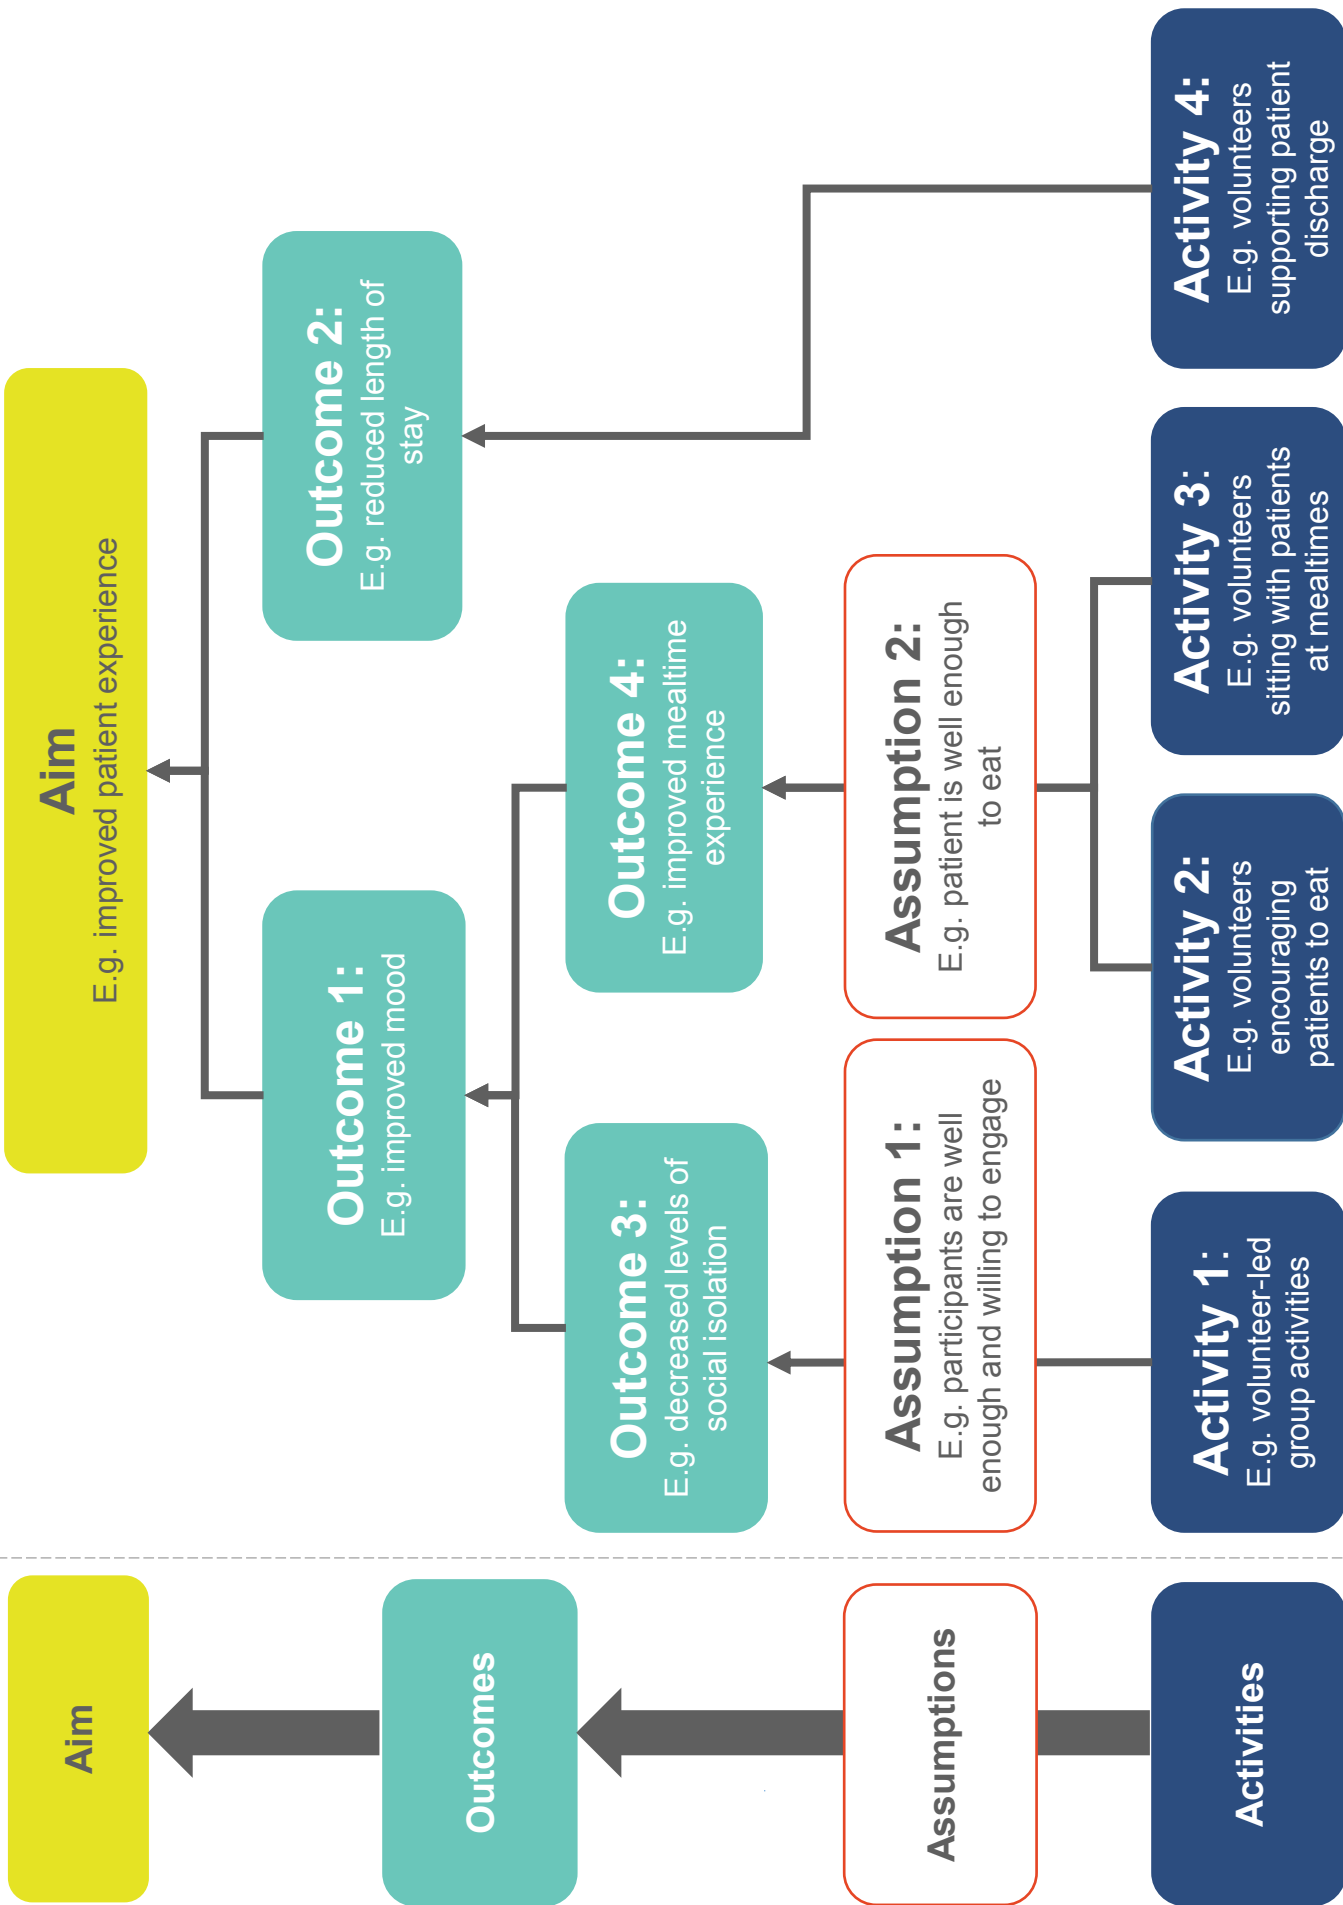 Aim
Outcomes
Assumptions
Activities
Aim
E.g. improved patient experience
Outcome 1:
E.g. improved mood
Outcome 2:
E.g. reduced length of
stay
Outcome 3:
E.g. decreased levels of
social isolation
Outcome 4:
E.g. improved mealtime
experience
Assumption 1:
E.g. participants are well
enough and willing to engage
Assumption 2:
E.g. patient is well enough
to eat
Activity 1:
E.g. volunteer-led
group activities
Activity 2:
E.g. volunteers
encouraging
patients to eat
Activity 3:
E.g. volunteers
sitting with patients
at mealtimes
Activity 4:
E.g. volunteers
supporting patient
discharge